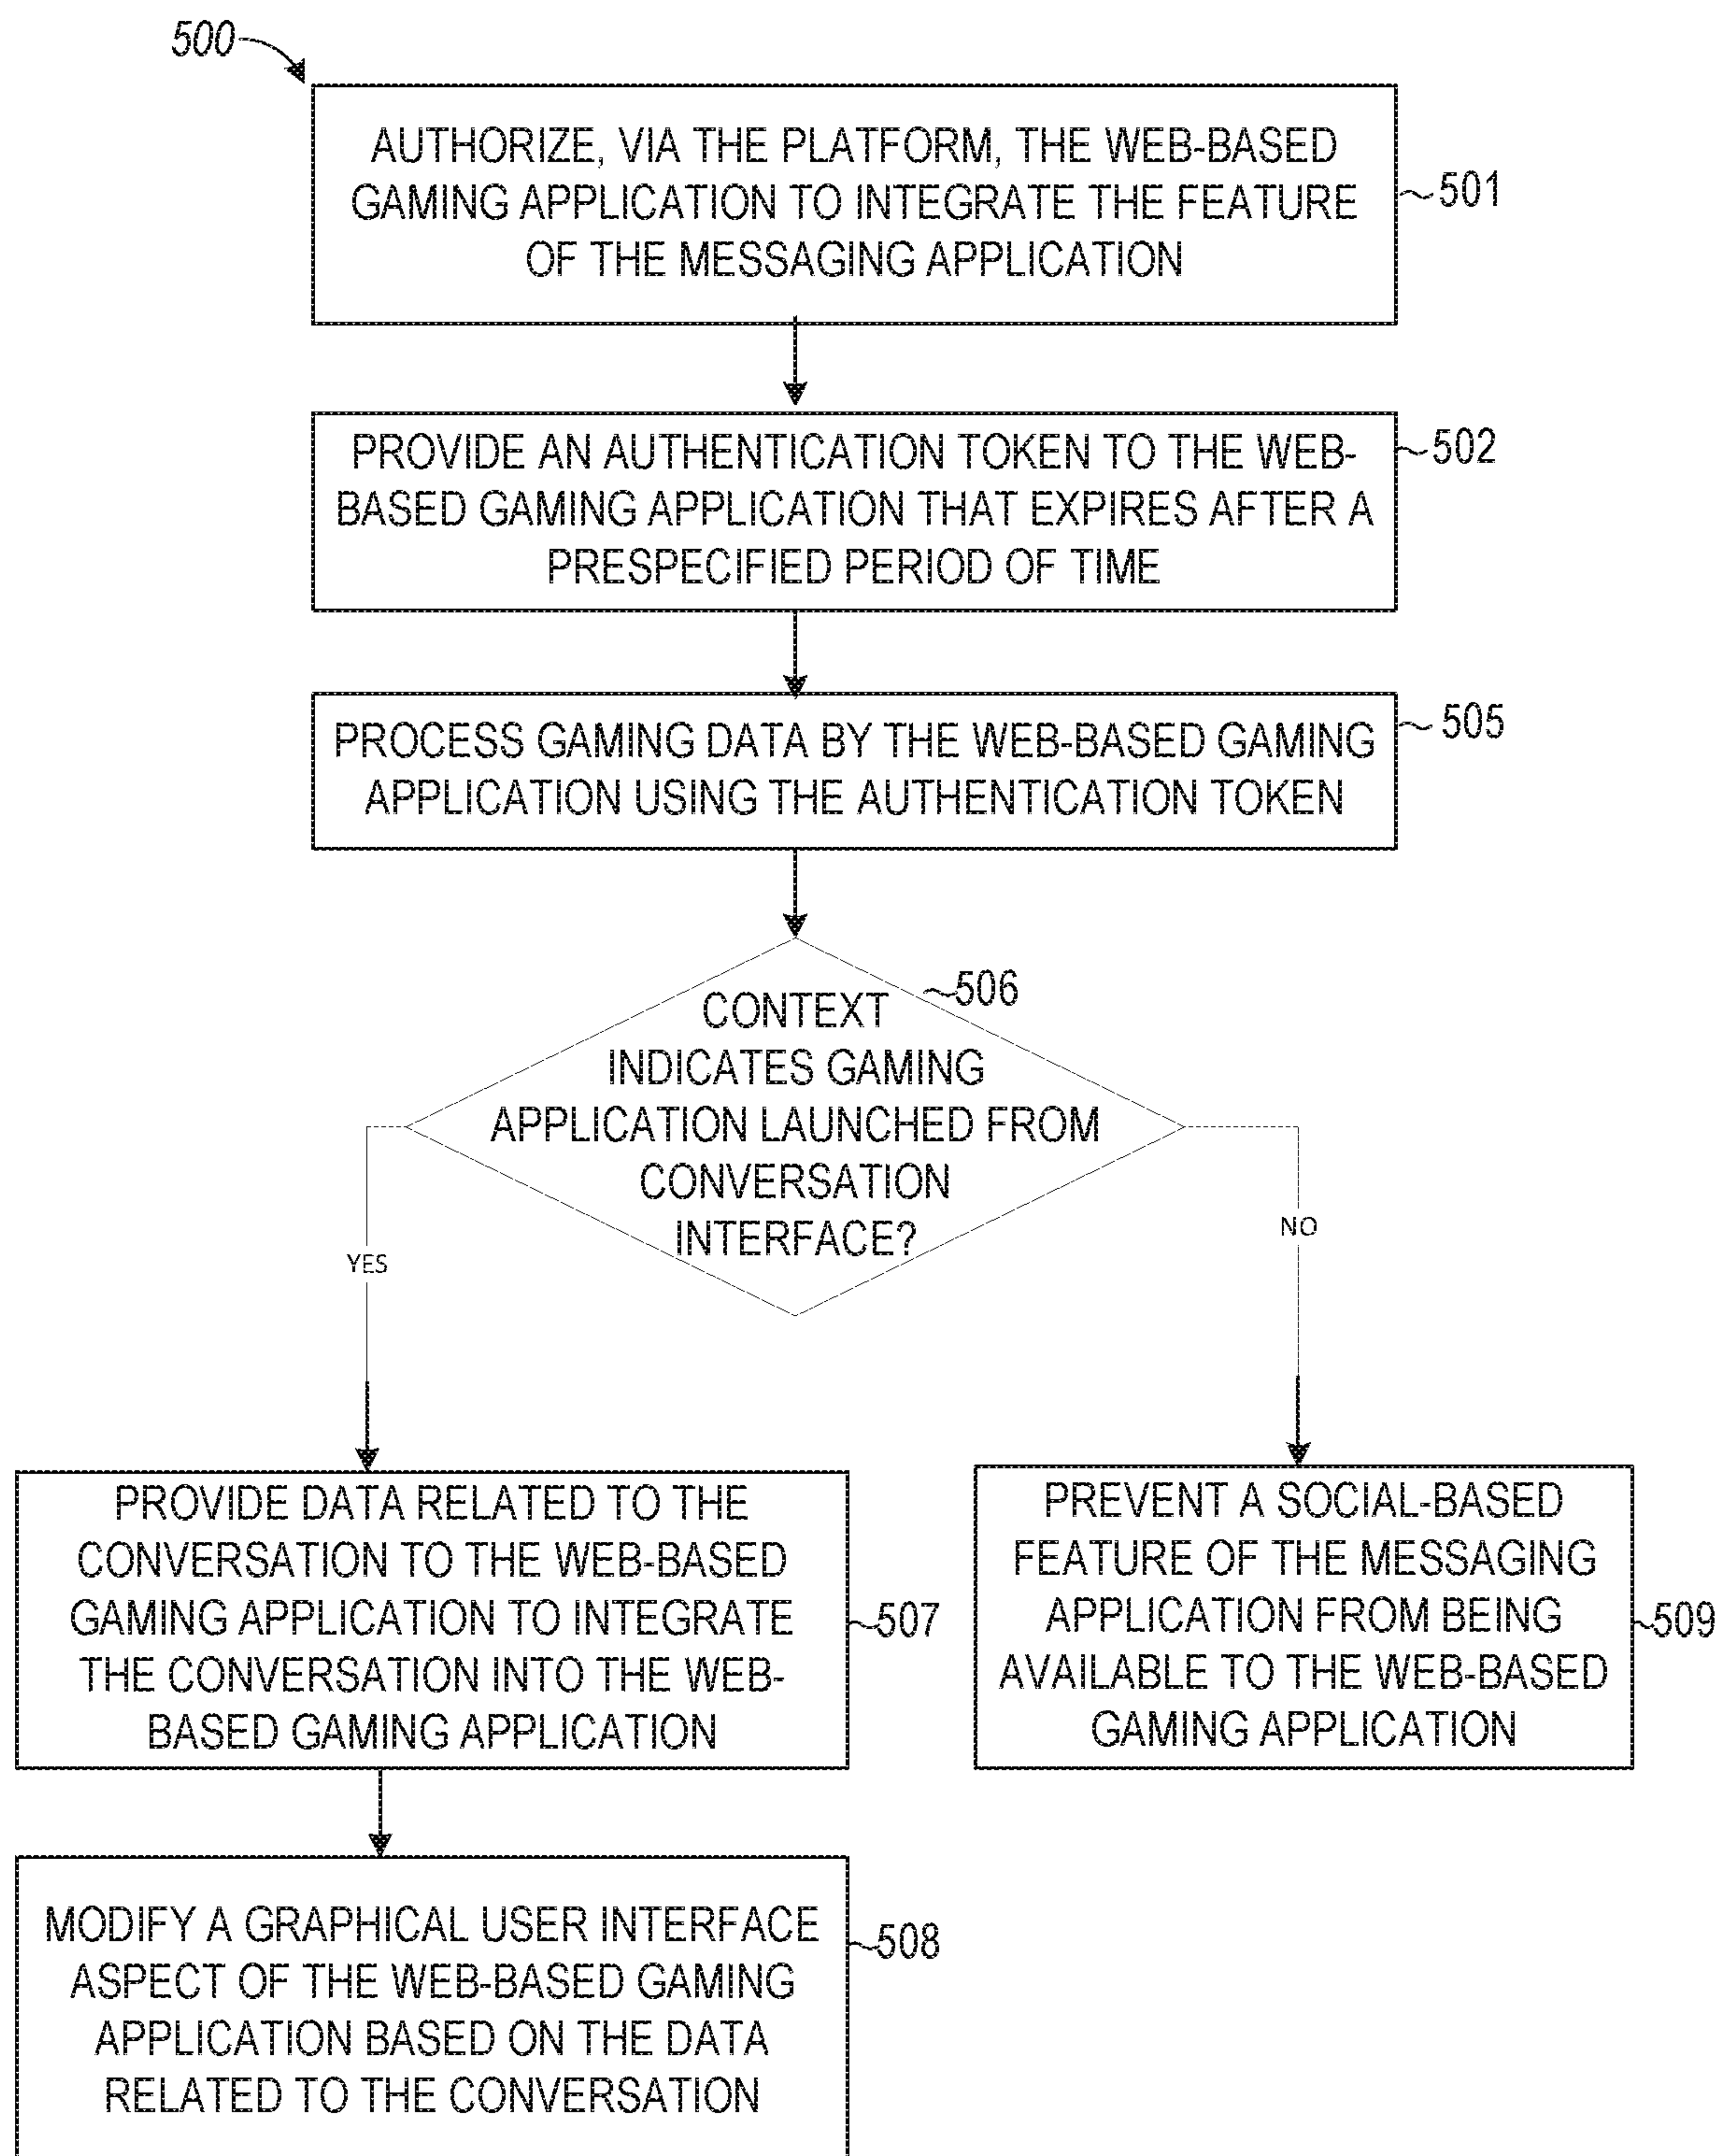 500
AUTHORIZE, VIA THE PLATFORM, THE WEB-BASED
GAMING APPLICATION TO INTEGRATE THE FEATURE
OF THE MESSAGING APPLICATION
501
PROVIDE AN AUTHENTICATION TOKEN TO THE WEB-
BASED GAMING APPLICATION THAT EXPIRES AFTER A
PRESPECIFIED PERIOD OF TIME
502
PROCESS GAMING DATA BY THE WEB-BASED GAMING
APPLICATION USING THE AUTHENTICATION TOKEN
505
CONTEXT
INDICATES GAMING
APPLICATION LAUNCHED FROM
CONVERSATION
INTERFACE?
506
YES
NO
PROVIDE DATA RELATED TO THE
CONVERSATION TO THE WEB-BASED
GAMING APPLICATION TO INTEGRATE
THE CONVERSATION INTO THE WEB-
BASED GAMING APPLICATION
507
PREVENT A SOCIAL-BASED
FEATURE OF THE MESSAGING
APPLICATION FROM BEING
AVAILABLE TO THE WEB-BASED
GAMING APPLICATION
509
MODIFY A GRAPHICAL USER INTERFACE
ASPECT OF THE WEB-BASED GAMING
APPLICATION BASED ON THE DATA
RELATED TO THE CONVERSATION
508